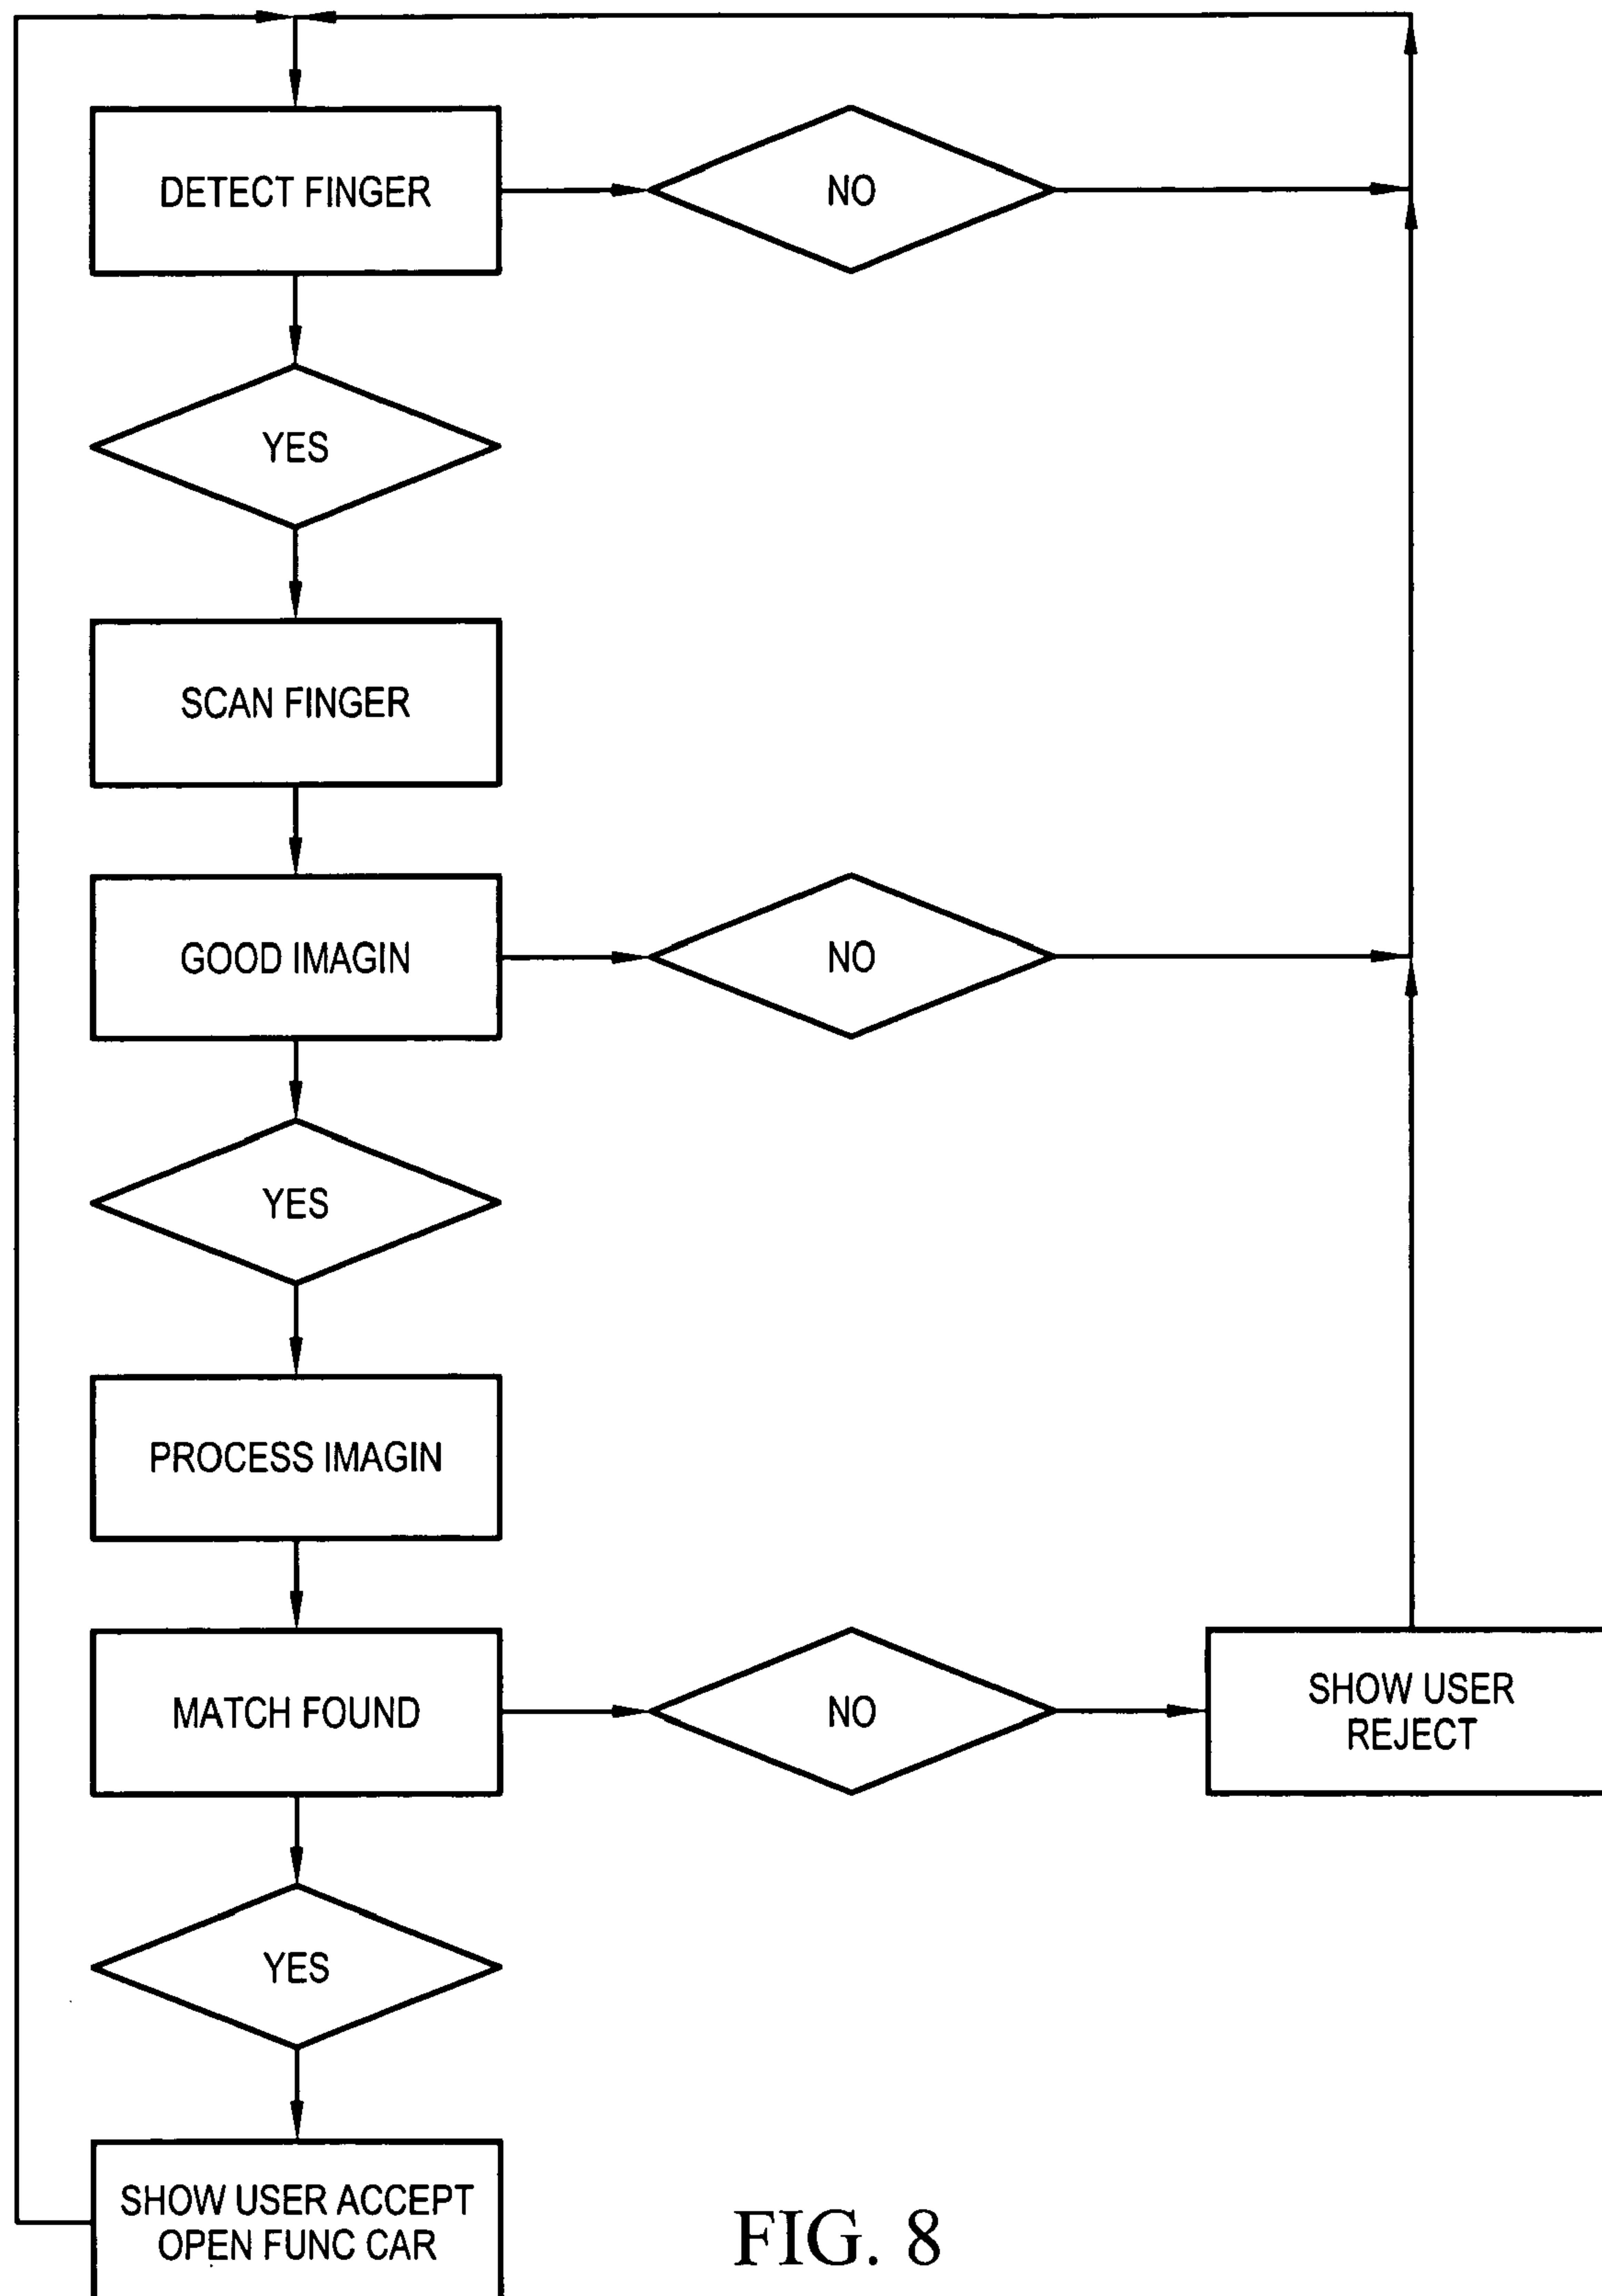 DETECT FINGER
NO
YES
SCAN FINGER
GOOD IMAGIN
NO
YES
PROCESS IMAGIN
MATCH FOUND
NO
SHOW USER
REJECT
YES
SHOW USER ACCEPT
OPEN FUNC CAR
FIG. 8